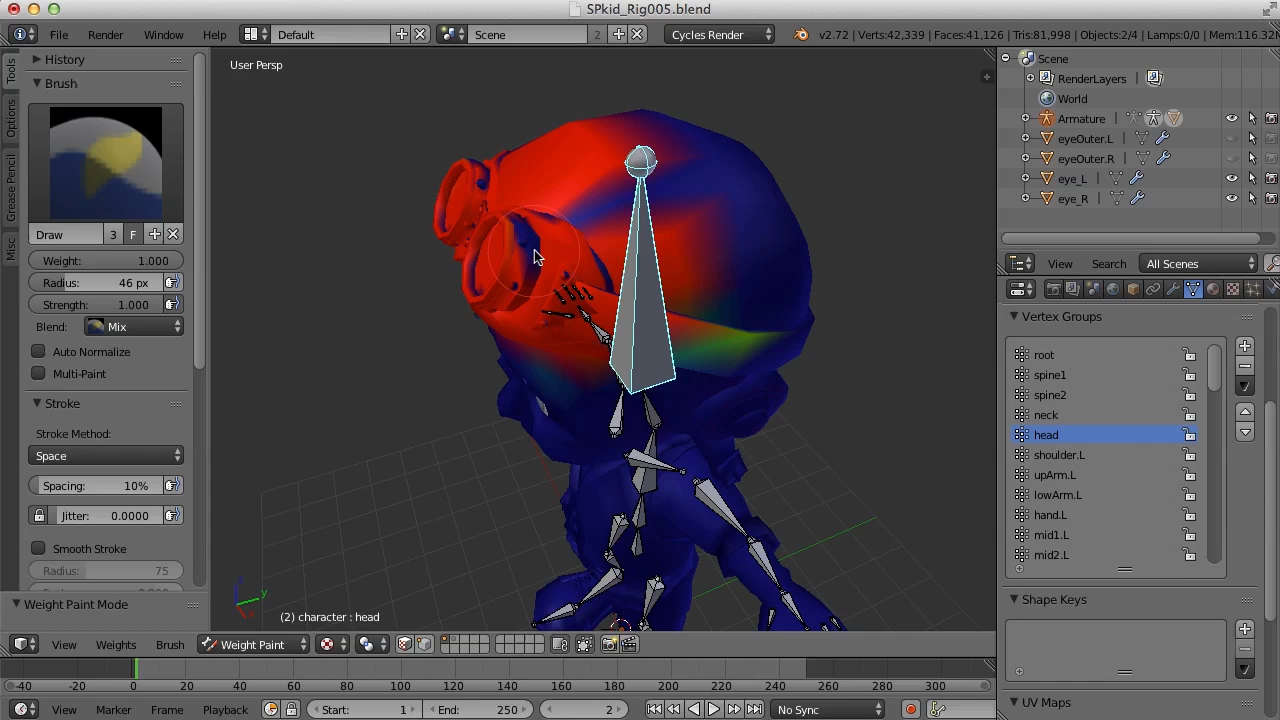 SPkid_Rig005.blend
File Render Window Help Default Scene 2 Cycles Render v2.72 | Verts:42,339 | Faces:41,126 | Tris:81,998 | Objects:2/4 | Lamps:0/0 | Mem:116.32
Tools
Options
Grease Pencil
Misc
History
Brush
Draw 3 F
Weight: 1.000
Radius: 46 px
Strength: 1.000
Blend: Mix
Auto Normalize
Multi-Paint
Stroke
Stroke Method:
Space
Spacing: 10%
Jitter: 0.0000
Smooth Stroke
Radius: 75
Weight Paint Mode
User Persp
z
y
(2) character : head
View Weights Brush Weight Paint
Scene
RenderLayers
World
Armature
eyeOuter.L
eyeOuter.R
eye_L
eye_R
View Search All Scenes
Vertex Groups
root
spine1
spine2
neck
head
shoulder.L
upArm.L
lowArm.L
hand.L
mid1.L
mid2.L
Shape Keys
UV Maps
-40 -20 0 20 40 60 80 100 120 140 160 180 200 220 240 260 280 300
View Marker Frame Playback Start: 1 End: 250 2 No Sync